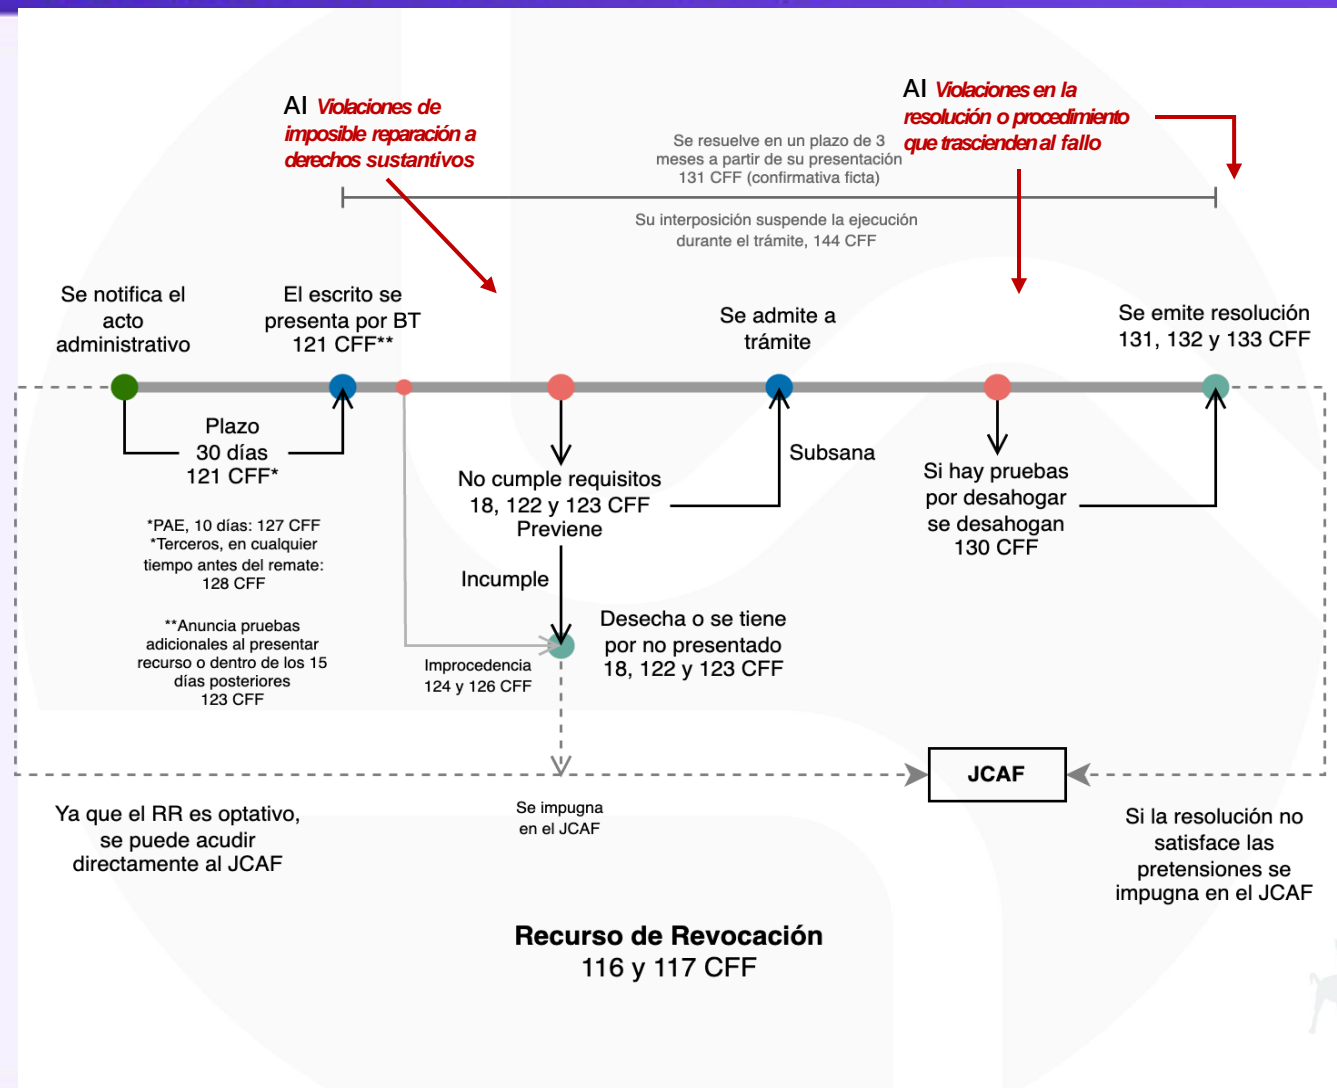 AI Violaciones de
imposible reparación a
derechos sustantivos
AI Violaciones en la
resolución o procedimiento
que trascienden al fallo
Se resuelve en un plazo de 3
meses a partir de su presentación
131 CFF (confirmativa ficta)
Su interposición suspende la ejecución
durante el trámite, 144 CFF
Se notifica el
acto
administrativo
El escrito se
presenta por BT
121 CFF**
Se admite a
trámite
Se emite resolución
131, 132 y 133 CFF
Plazo
30 días
121 CFF*
*PAE, 10 días: 127 CFF
*Terceros, en cualquier
tiempo antes del remate:
128 CFF
**Anuncia pruebas
adicionales al presentar
recurso o dentro de los 15
días posteriores
123 CFF
No cumple requisitos
18, 122 y 123 CFF
Previene
Subsana
Incumple
Improcedencia
124 y 126 CFF
Desecha o se tiene
por no presentado
18, 122 y 123 CFF
Si hay pruebas
por desahogar
se desahogan
130 CFF
JCAF
Ya que el RR es optativo,
se puede acudir
directamente al JCAF
Se impugna
en el JCAF
Si la resolución no
satisface las
pretensiones se
impugna en el JCAF
Recurso de Revocación
116 y 117 CFF